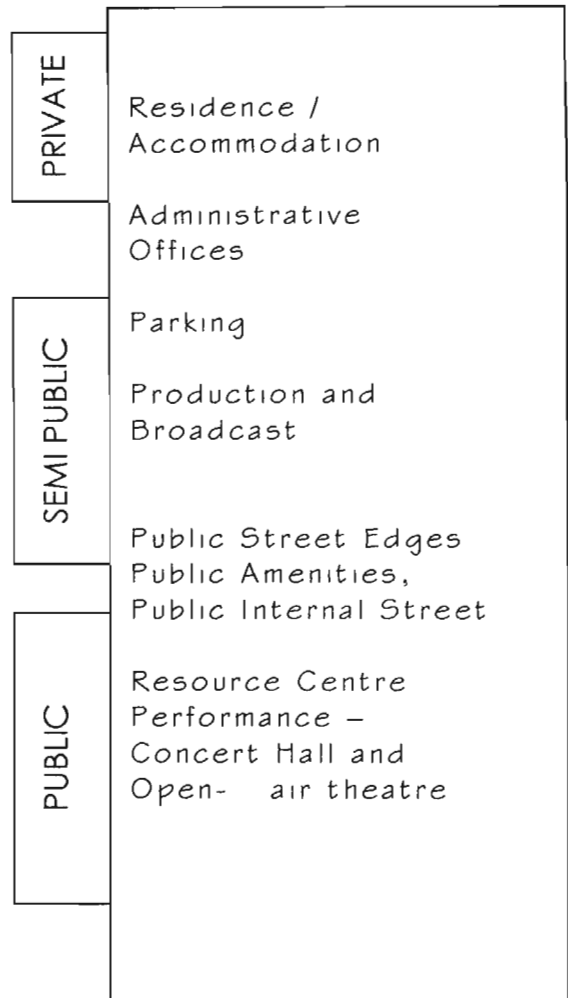 PRIVATE
Residence /
Accommodation
Administrative
Offices
SEMI PUBLIC
Parking
Production and
Broadcast
Public Street Edges
Public Amenities,
Public Internal Street
PUBLIC
Resource Centre
Performance –
Concert Hall and
Open- air theatre